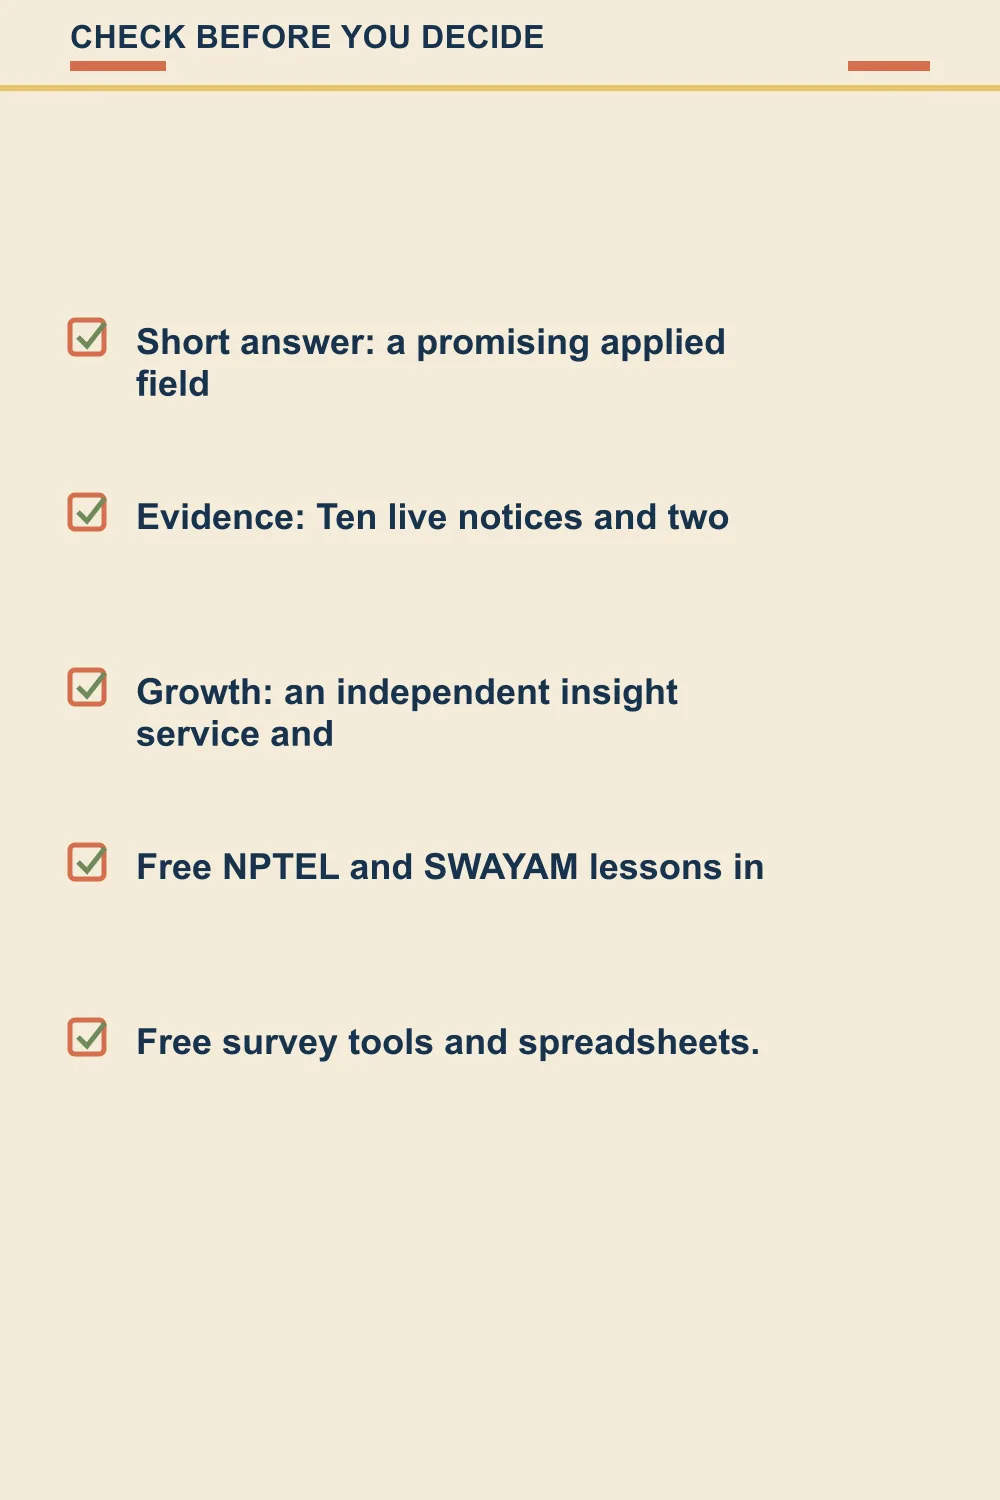 CHECK BEFORE YOU DECIDE
Short answer: a promising applied
field
Evidence: Ten live notices and two
Growth: an independent insight
service and
Free NPTEL and SWAYAM lessons in
Free survey tools and spreadsheets.